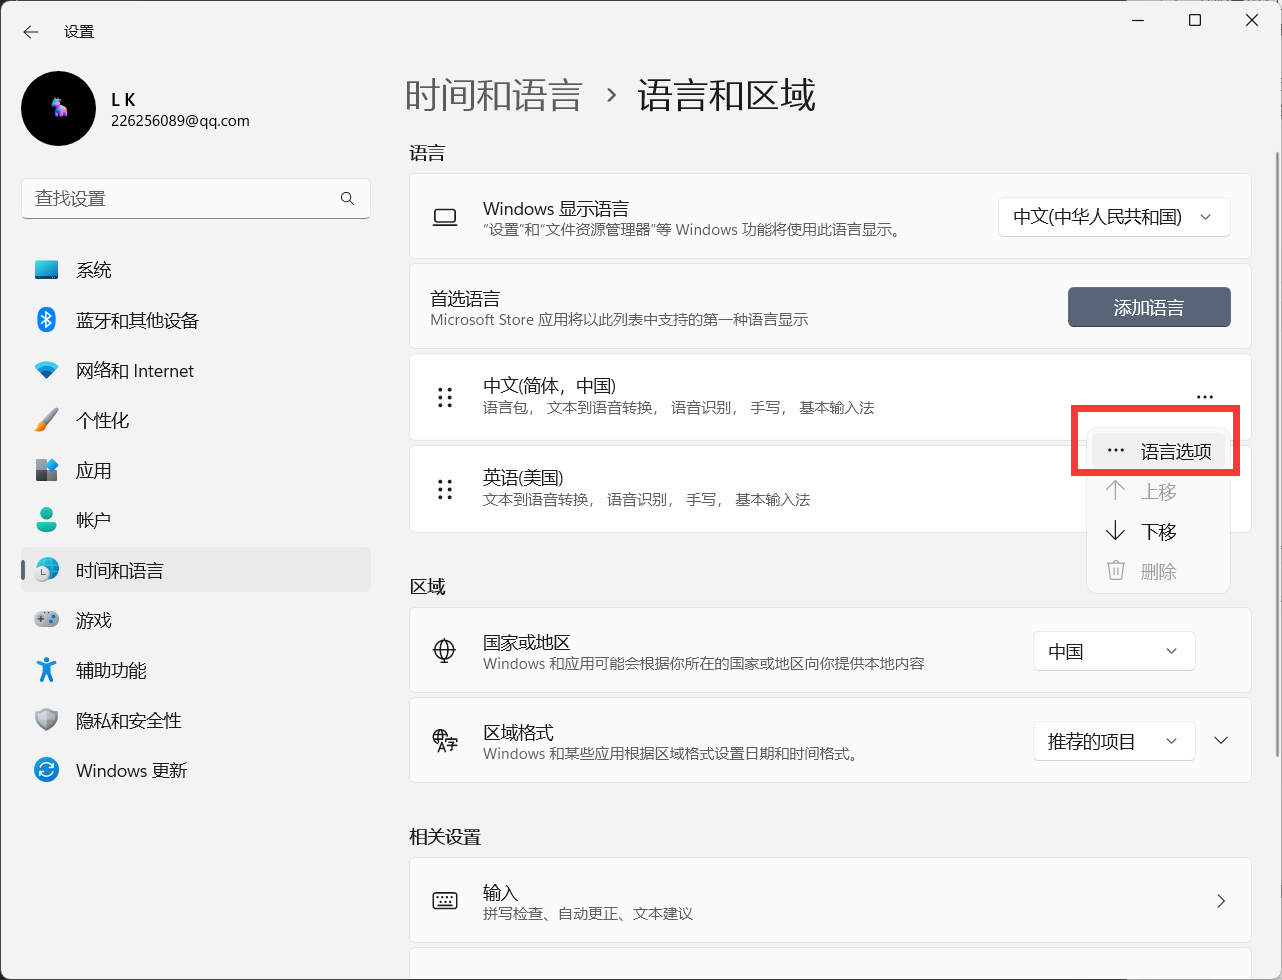 设置
L K
226256089@qq.com
查找设置
系统
蓝牙和其他设备
网络和 Internet
个性化
应用
帐户
时间和语言
游戏
辅助功能
隐私和安全性
Windows 更新
时间和语言 › 语言和区域
语言
Windows 显示语言
“设置”和“文件资源管理器”等 Windows 功能将使用此语言显示。
中文(中华人民共和国)
首选语言
Microsoft Store 应用将以此列表中支持的第一种语言显示
添加语言
中文(简体，中国)
语言包， 文本到语音转换， 语音识别， 手写， 基本输入法
英语(美国)
文本到语音转换， 语音识别， 手写， 基本输入法
语言选项
上移
下移
删除
区域
国家或地区
Windows 和应用可能会根据你所在的国家或地区向你提供本地内容
中国
区域格式
Windows 和某些应用根据区域格式设置日期和时间格式。
推荐的项目
相关设置
输入
拼写检查、自动更正、文本建议